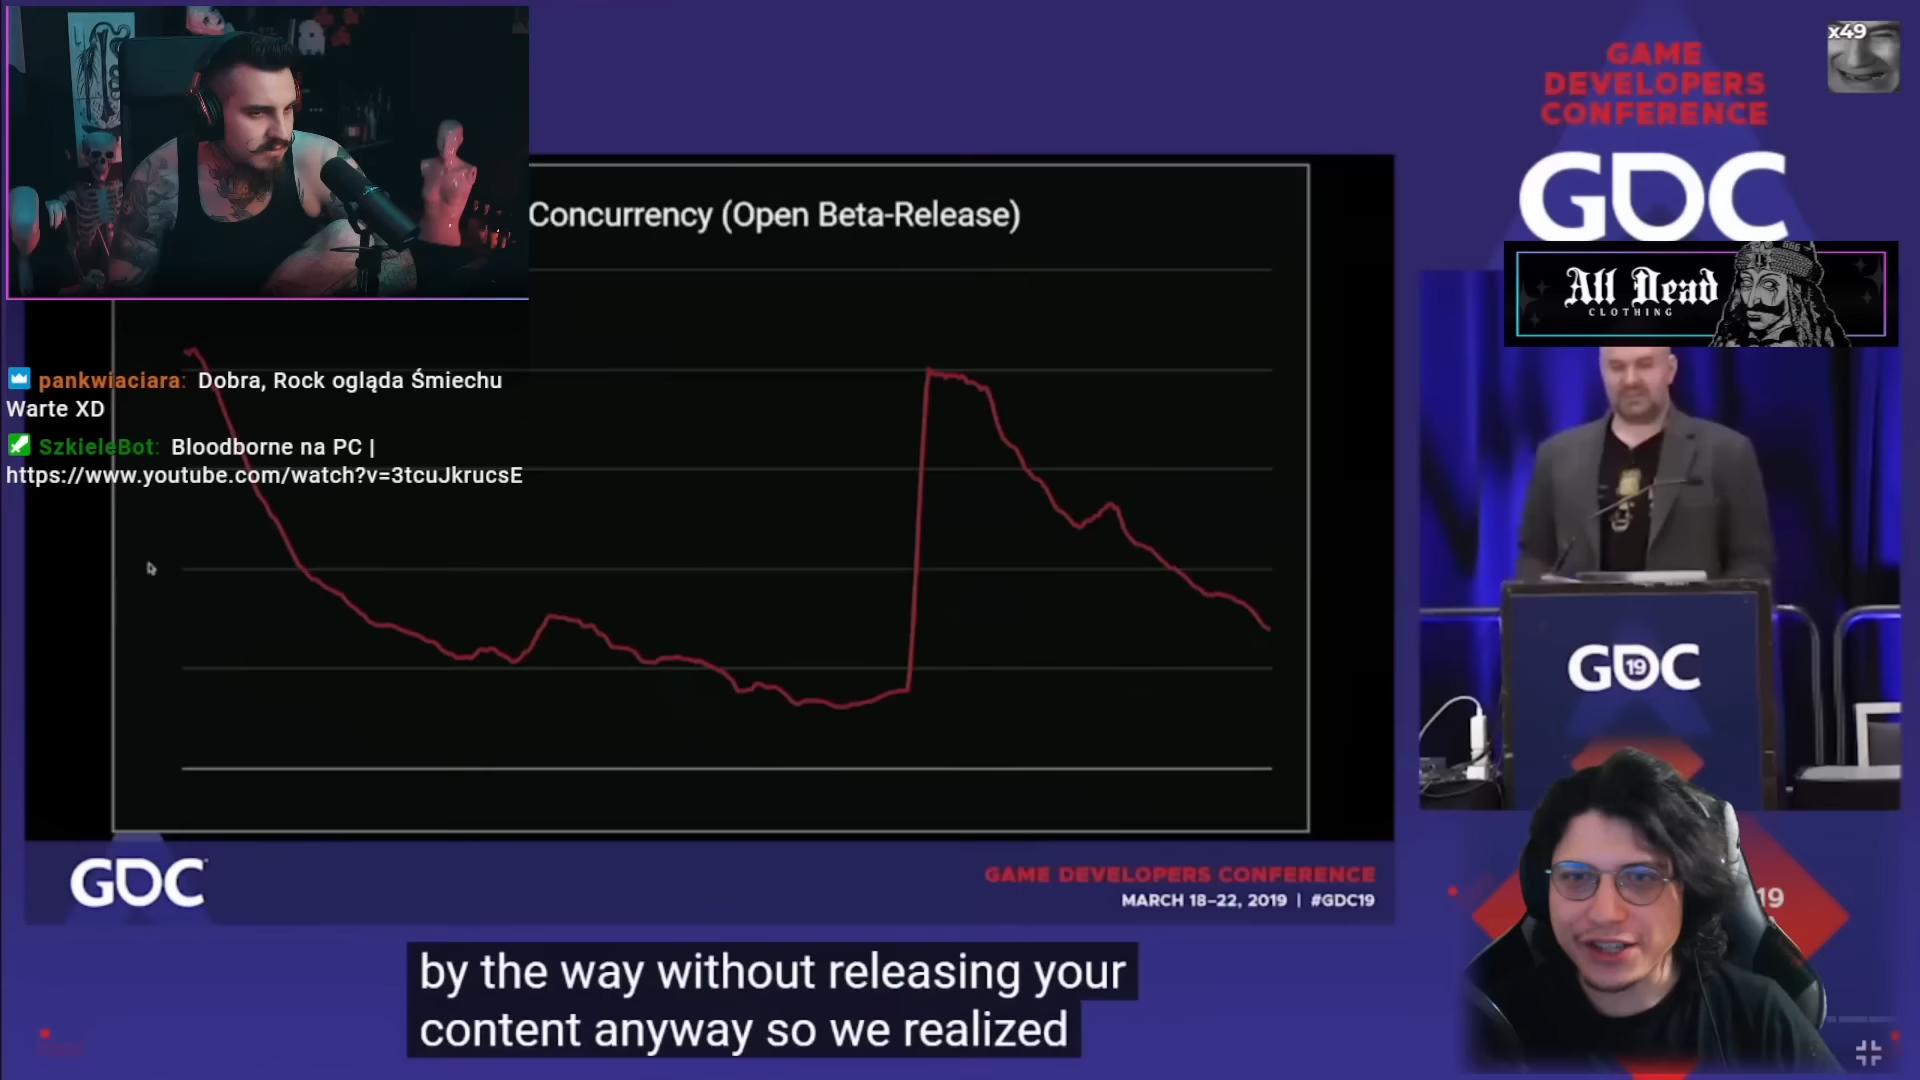 x49
GAME
DEVELOPERS
CONFERENCE
GDC
All Dead
CLOTHING
666
Concurrency (Open Beta-Release)
pankwiaciara: Dobra, Rock ogląda Śmiechu
Warte XD
SzkieleBot: Bloodborne na PC |
https://www.youtube.com/watch?v=3tcuJkrucsE
GDC
19
GDC
GAME DEVELOPERS CONFERENCE
MARCH 18–22, 2019 | #GDC19
19
by the way without releasing your
content anyway so we realized